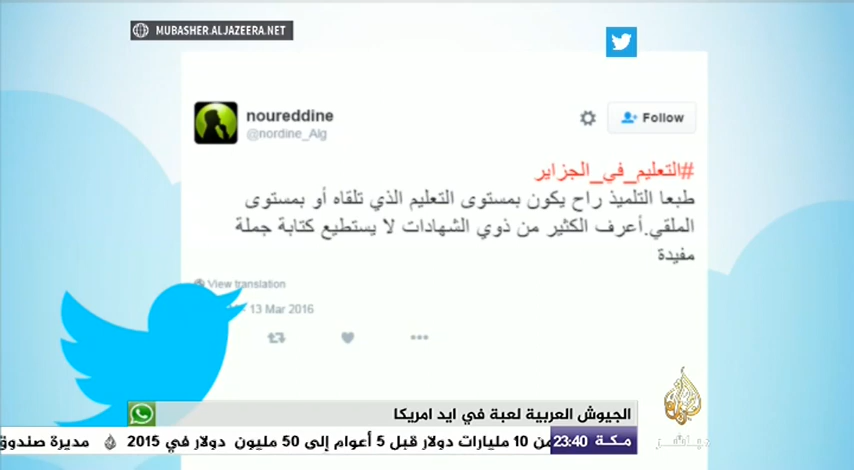 MUBASHER.ALJAZEERA.NET
noureddine
@nordine_Alg
Follow
#التعليم_في_الجزاير
طبعا التلميذ راح يكون بمستوى التعليم الذي تلقاه أو بمستوى
الملقي.أعرف الكثير من ذوي الشهادات لا يستطيع كتابة جملة
مفيدة
View translation
13 Mar 2016
الجيوش العربية لعبة في ايد امريكا
مكة 23:40 من 10 مليارات دولار قبل 5 أعوام إلى 50 مليون دولار في 2015 مديرة صندوق